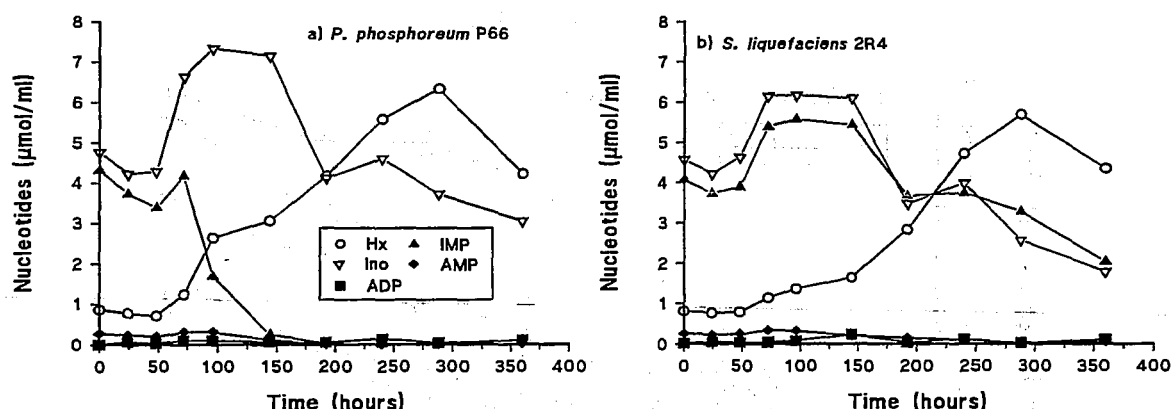 a) P. phosphoreum P66
Nucleotides (µmol/ml)
8
7
6
5
4
3
2
1
0
Hx
IMP
Ino
AMP
ADP
0 50 100 150 200 250 300 350 400
Time (hours)
b) S. liquefaciens 2R4
Nucleotides (µmol/ml)
8
7
6
5
4
3
2
1
0
0 50 100 150 200 250 300 350 400
Time (hours)